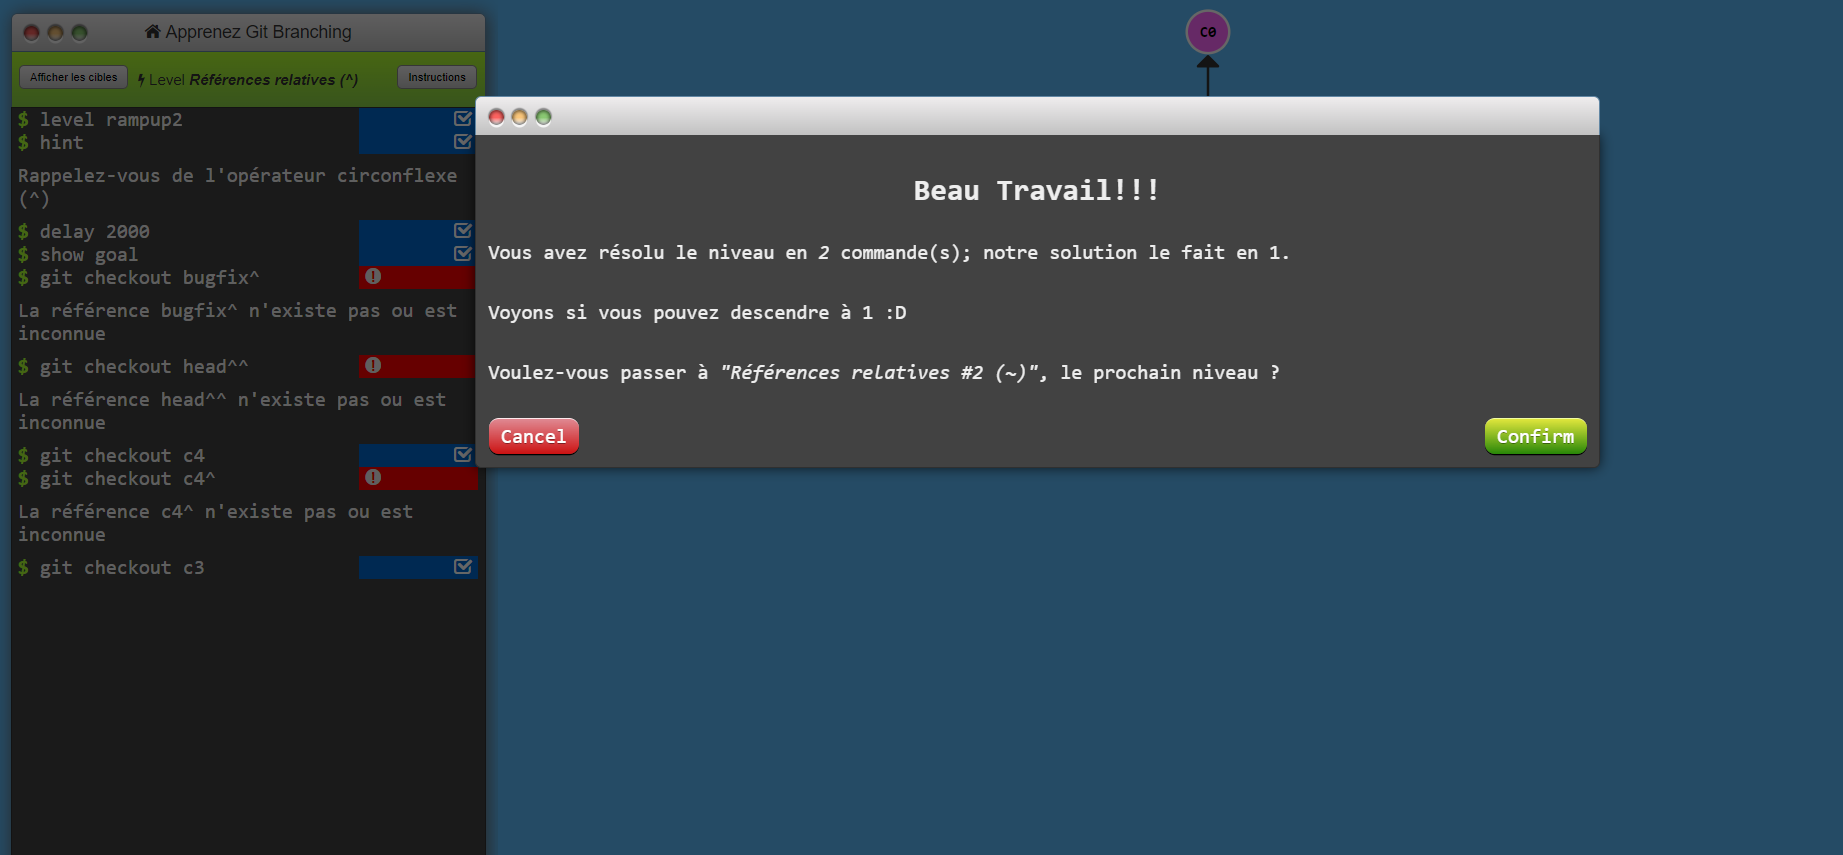 Apprenez Git Branching
Afficher les cibles
Level Références relatives (^)
Instructions
$ level rampup2
$ hint
Rappelez-vous de l'opérateur circonflexe
(^)
$ delay 2000
$ show goal
$ git checkout bugfix^
La référence bugfix^ n'existe pas ou est
inconnue
$ git checkout head^^
La référence head^^ n'existe pas ou est
inconnue
$ git checkout c4
$ git checkout c4^
La référence c4^ n'existe pas ou est
inconnue
$ git checkout c3
C0
Beau Travail!!!
Vous avez résolu le niveau en 2 commande(s); notre solution le fait en 1.
Voyons si vous pouvez descendre à 1 :D
Voulez-vous passer à "Références relatives #2 (~)", le prochain niveau ?
Cancel
Confirm